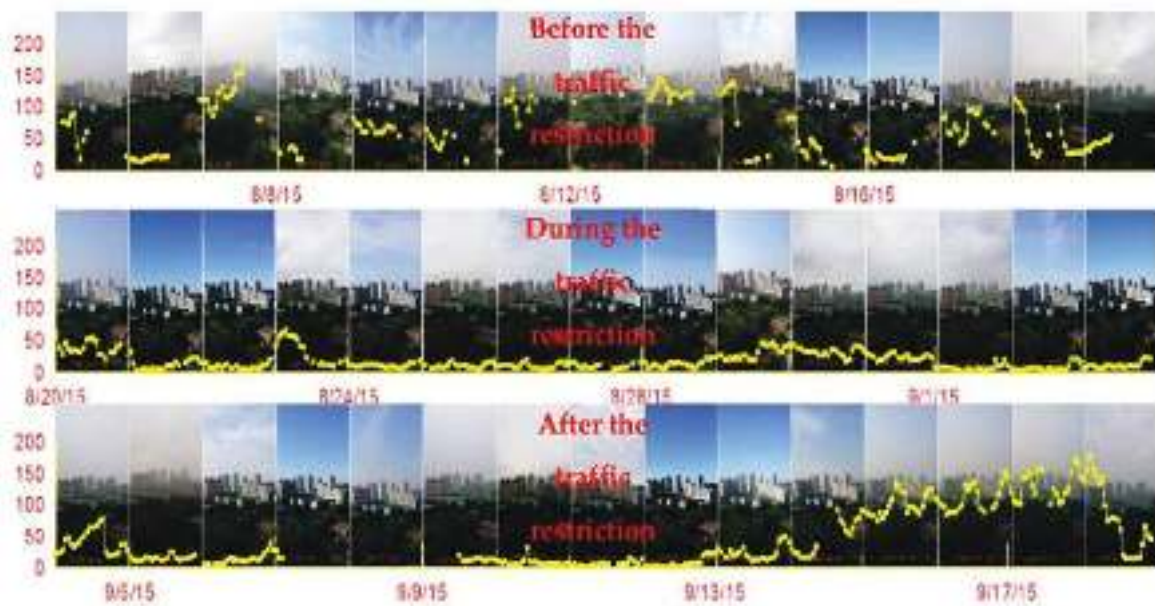 200
150
100
50
0
Before the
traffic
restriction
8/8/15
8/12/15
8/16/15
200
150
100
50
0
During the
traffic
restriction
8/20/15
8/24/15
8/28/15
9/1/15
200
150
100
50
0
After the
traffic
restriction
9/5/15
9/9/15
9/13/15
9/17/15